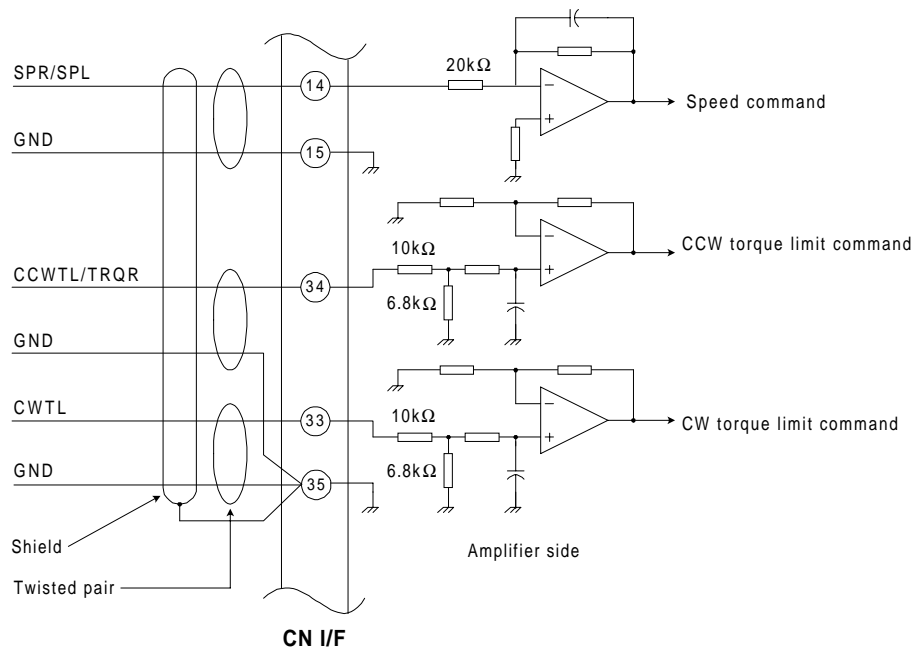 SPR/SPL
14
20kΩ
−
+
Speed command
GND
15
CCWTL/TRQR
34
10kΩ
6.8kΩ
−
+
CCW torque limit command
GND
CWTL
33
10kΩ
6.8kΩ
−
+
CW torque limit command
GND
35
Shield
Twisted pair
Amplifier side
CN I/F